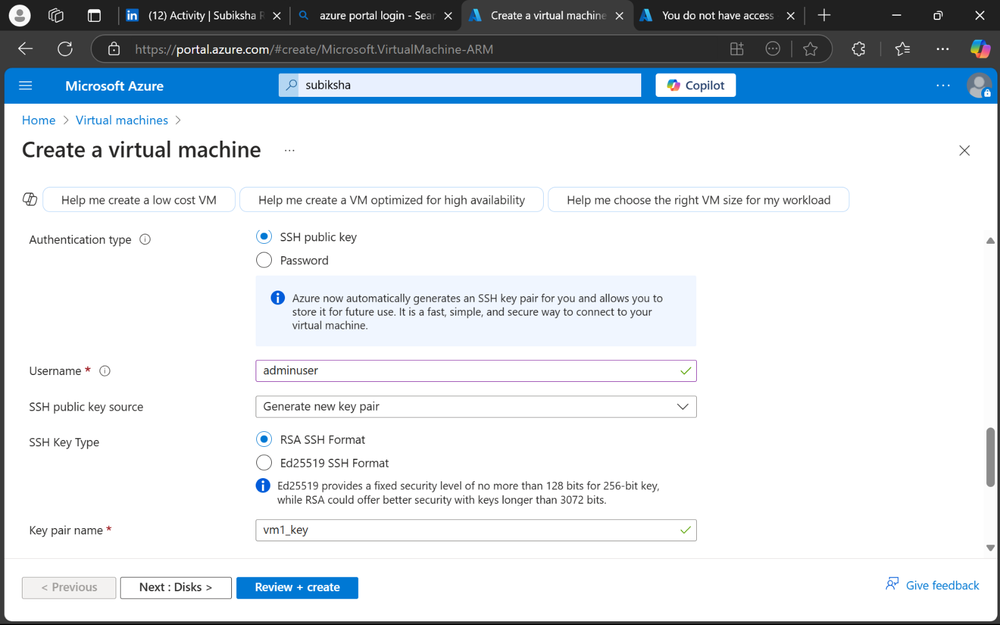 (12) Activity | Subiksha R
azure portal login - Sear
Create a virtual machine
You do not have access
https://portal.azure.com/#create/Microsoft.VirtualMachine-ARM
Microsoft Azure
subiksha
Copilot
Home > Virtual machines >
Create a virtual machine ...
Help me create a low cost VM
Help me create a VM optimized for high availability
Help me choose the right VM size for my workload
Authentication type
SSH public key
Password
Azure now automatically generates an SSH key pair for you and allows you to
store it for future use. It is a fast, simple, and secure way to connect to your
virtual machine.
Username *
adminuser
SSH public key source
Generate new key pair
SSH Key Type
RSA SSH Format
Ed25519 SSH Format
Ed25519 provides a fixed security level of no more than 128 bits for 256-bit key,
while RSA could offer better security with keys longer than 3072 bits.
Key pair name *
vm1_key
< Previous
Next : Disks >
Review + create
Give feedback